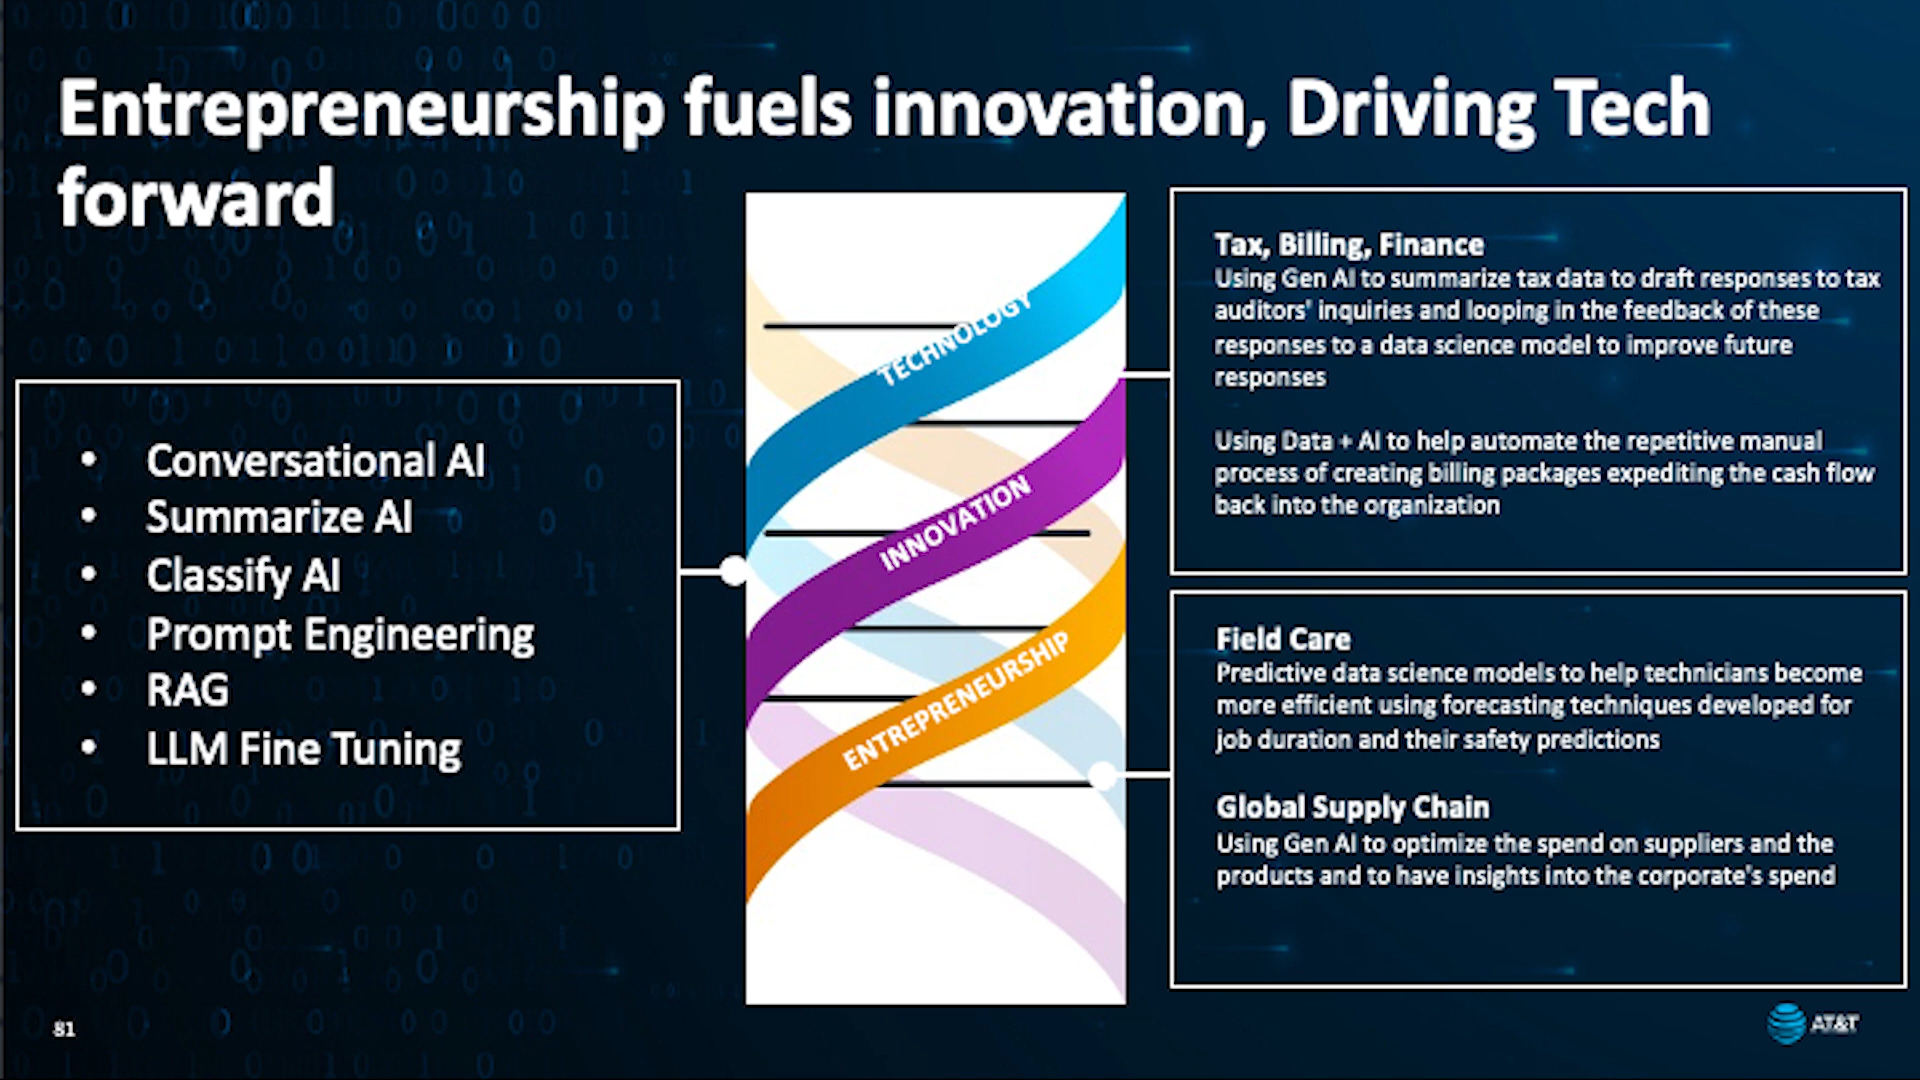 Entrepreneurship fuels innovation, Driving Tech
forward
• Conversational AI
• Summarize AI
• Classify AI
• Prompt Engineering
• RAG
• LLM Fine Tuning
TECHNOLOGY
INNOVATION
ENTREPRENEURSHIP
Tax, Billing, Finance
Using Gen AI to summarize tax data to draft responses to tax
auditors' inquiries and looping in the feedback of these
responses to a data science model to improve future
responses
Using Data + AI to help automate the repetitive manual
process of creating billing packages expediting the cash flow
back into the organization
Field Care
Predictive data science models to help technicians become
more efficient using forecasting techniques developed for
job duration and their safety predictions
Global Supply Chain
Using Gen AI to optimize the spend on suppliers and the
products and to have insights into the corporate's spend
81
AT&T